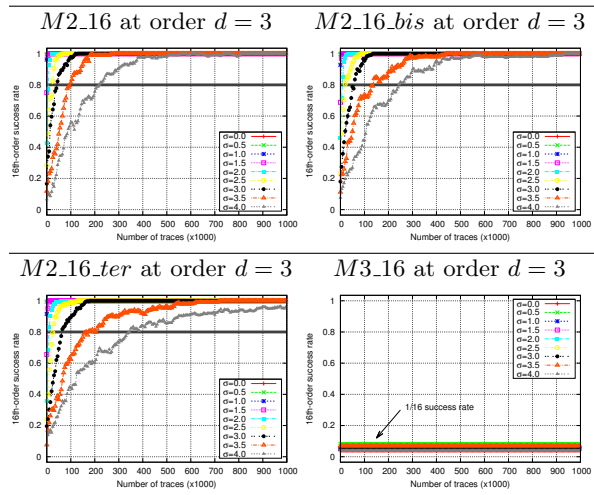 M2_16 at order d = 3
M2_16_bis at order d = 3
16th-order success rate
1
0.8
0.6
0.4
0.2
0
0 100 200 300 400 500 600 700 800 900 1000
Number of traces (x1000)
σ=0.0
σ=0.5
σ=1.0
σ=1.5
σ=2.0
σ=2.5
σ=3.0
σ=3.5
σ=4.0
16th-order success rate
1
0.8
0.6
0.4
0.2
0
0 100 200 300 400 500 600 700 800 900 1000
Number of traces (x1000)
σ=0.0
σ=0.5
σ=1.0
σ=1.5
σ=2.0
σ=2.5
σ=3.0
σ=3.5
σ=4.0
M2_16_ter at order d = 3
M3_16 at order d = 3
16th-order success rate
1
0.8
0.6
0.4
0.2
0
0 100 200 300 400 500 600 700 800 900 1000
Number of traces (x1000)
σ=0.0
σ=0.5
σ=1.0
σ=1.5
σ=2.0
σ=2.5
σ=3.0
σ=3.5
σ=4.0
16th-order success rate
1
0.8
0.6
0.4
0.2
0
0 100 200 300 400 500 600 700 800 900 1000
Number of traces (x1000)
σ=0.0
σ=0.5
σ=1.0
σ=1.5
σ=2.0
σ=2.5
σ=3.0
σ=3.5
σ=4.0
1/16 success rate